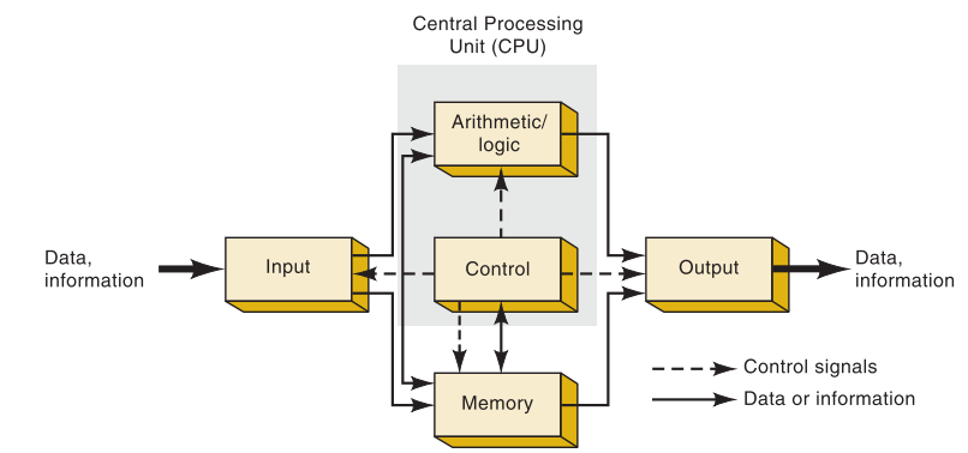 Central Processing
Unit (CPU)
Arithmetic/
logic
Data,
information
Input
Control
Output
Data,
information
Memory
Control signals
Data or information